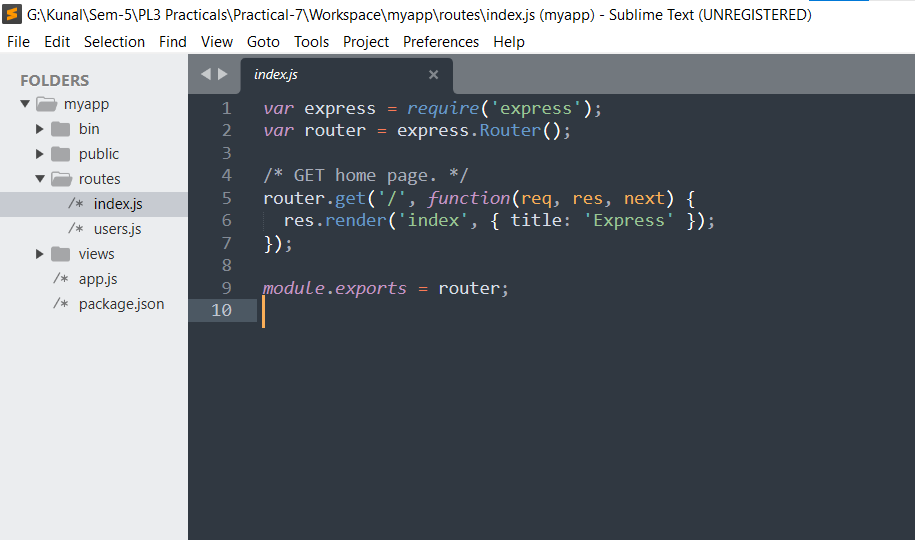 G:\Kunal\Sem-5\PL3 Practicals\Practical-7\Workspace\myapp\routes\index.js (myapp) - Sublime Text (UNREGISTERED)
File Edit Selection Find View Goto Tools Project Preferences Help
FOLDERS
myapp
bin
public
routes
/* index.js
/* users.js
views
/* app.js
/* package.json
index.js ×
1 var express = require('express');
2 var router = express.Router();
3
4 /* GET home page. */
5 router.get('/', function(req, res, next) {
6   res.render('index', { title: 'Express' });
7 });
8
9 module.exports = router;
10